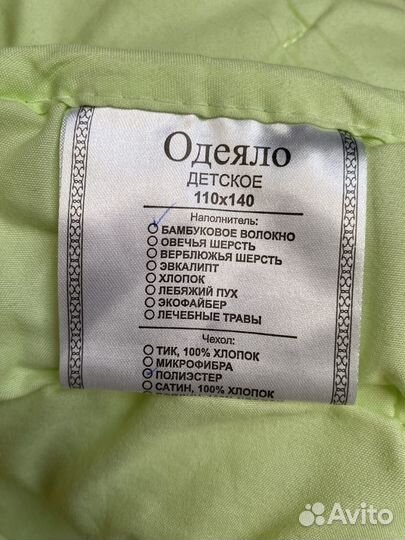 Одеяло
ДЕТСКОЕ
110x140
Наполнитель:
БАМБУКОВОЕ ВОЛОКНО
ОВЕЧЬЯ ШЕРСТЬ
ВЕРБЛЮЖЬЯ ШЕРСТЬ
ЭВКАЛИПТ
ХЛОПОК
ЛЕБЯЖИЙ ПУХ
ЭКОФАЙБЕР
ЛЕЧЕБНЫЕ ТРАВЫ
Чехол:
ТИК, 100% ХЛОПОК
МИКРОФИБРА
ПОЛИЭСТЕР
САТИН, 100% ХЛОПОК
Avito